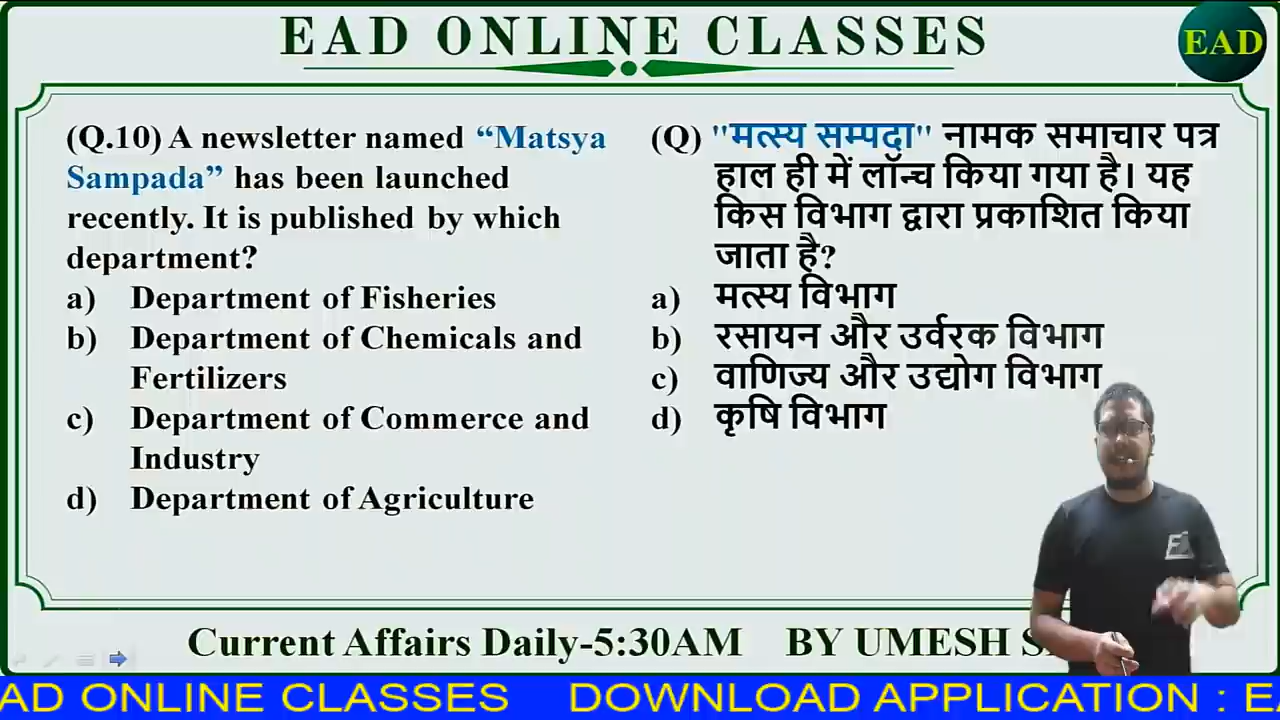 EAD ONLINE CLASSES
EAD
(Q.10) A newsletter named “Matsya
Sampada” has been launched
recently. It is published by which
department?
a) Department of Fisheries
b) Department of Chemicals and
Fertilizers
c) Department of Commerce and
Industry
d) Department of Agriculture
(Q) "मत्स्य सम्पदा" नामक समाचार पत्र
हाल ही में लॉन्च किया गया है। यह
किस विभाग द्वारा प्रकाशित किया
जाता है?
a) मत्स्य विभाग
b) रसायन और उर्वरक विभाग
c) वाणिज्य और उद्योग विभाग
d) कृषि विभाग
Current Affairs Daily-5:30AM BY UMESH
AD ONLINE CLASSES DOWNLOAD APPLICATION : E